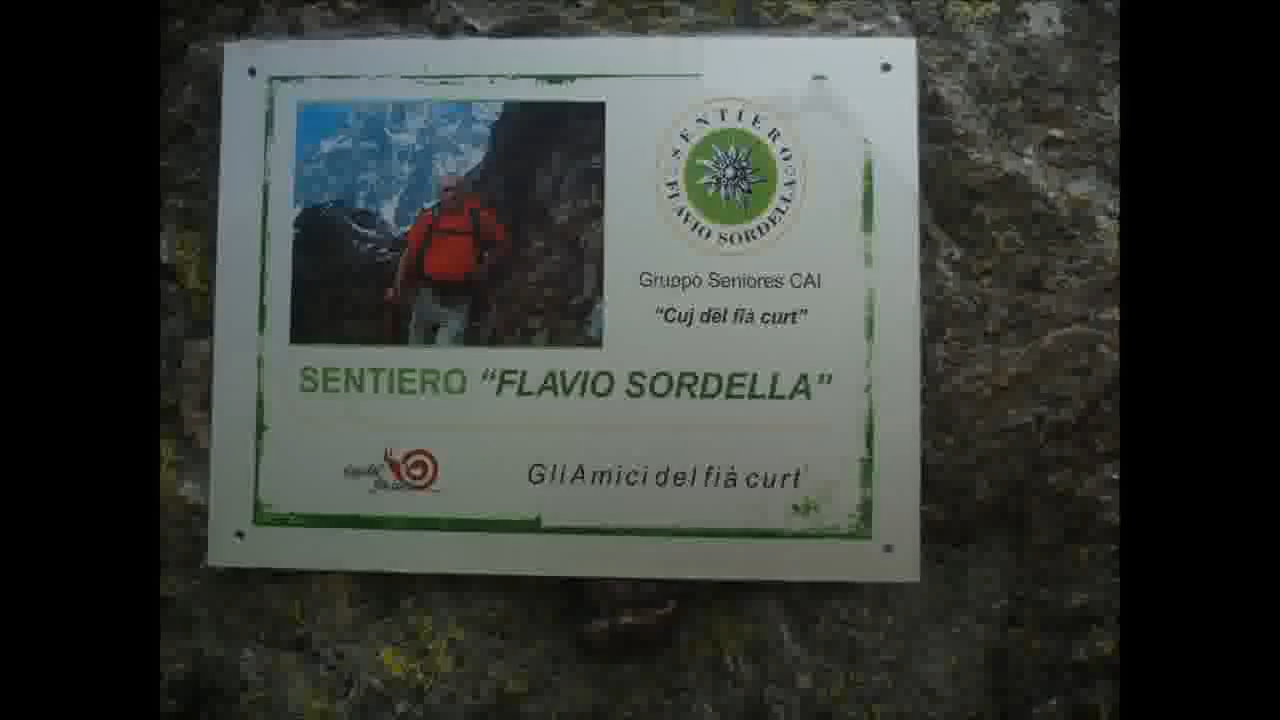 SENTIERO
FLAVIO SORDELLA
Gruppo Seniores CAI
"Cuj del fià curt"
SENTIERO "FLAVIO SORDELLA"
Gli Amici del fià curt